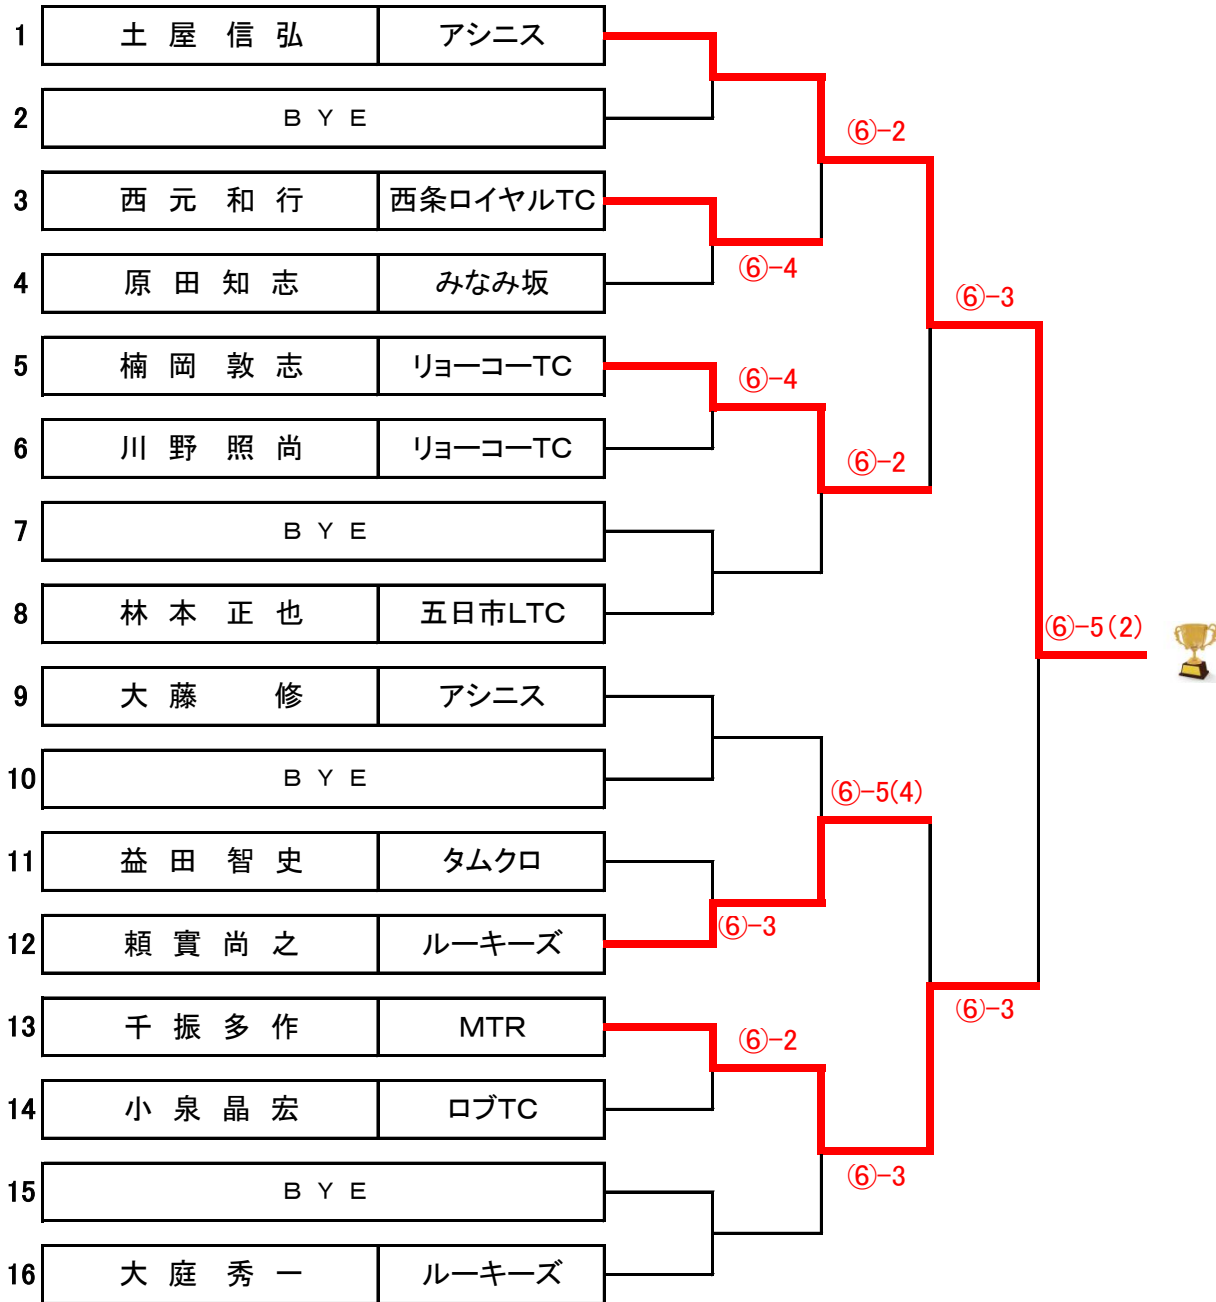 1 土屋 信弘 アシニス
2 ＢＹＥ
⑥-2
3 西元 和行 西条ロイヤルTC
⑥-4
4 原田知志 みなみ坂
⑥-3
5 楠岡 敦志 リョーコーTC
⑥-4
6 川野 照尚 リョーコーTC
⑥-2
7 ＢＹＥ
8 林本 正也 五日市LTC
⑥-5(2)
9 大藤 修 アシニス
10 ＢＹＥ
⑥-5(4)
11 益田 智史 タムクロ
12 頼實尚之 ルーキーズ
⑥-3
13 千振多作 MTR
⑥-2
⑥-3
14 小泉晶宏 ロブTC
15 ＢＹＥ
⑥-3
16 大庭 秀一 ルーキーズ